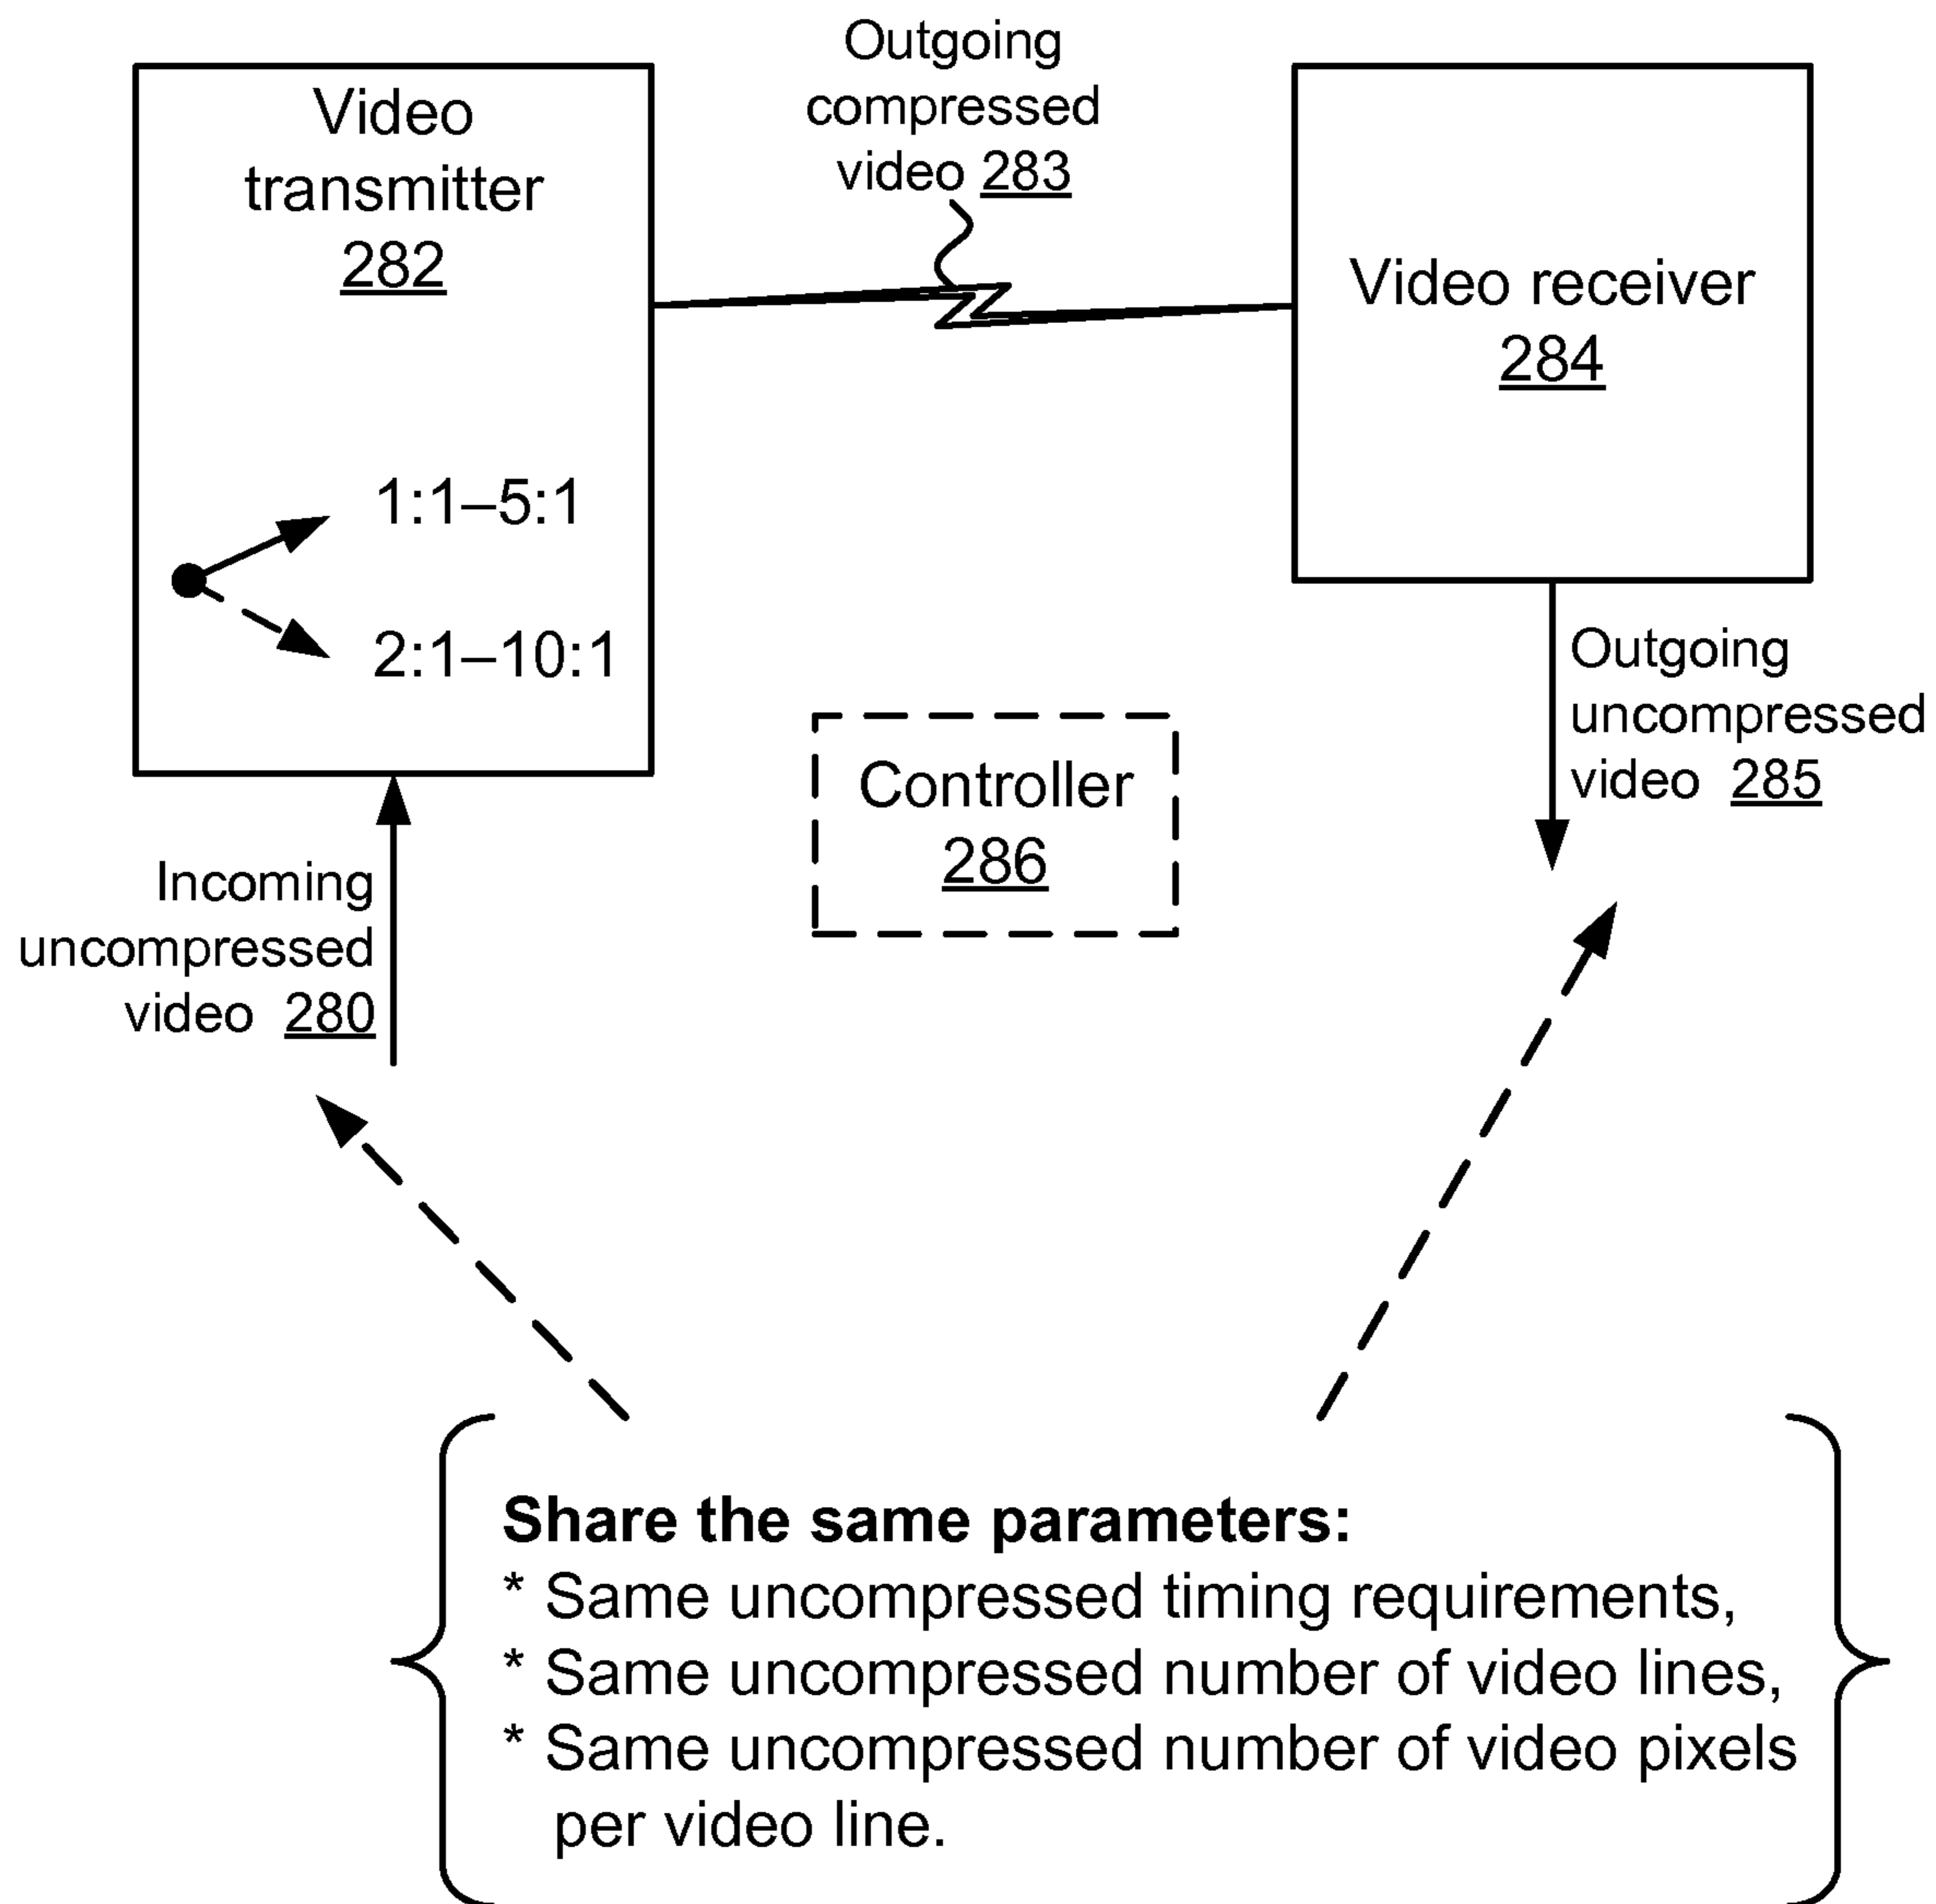 Video
transmitter
282
1:1–5:1
2:1–10:1
Outgoing
compressed
video 283
Video receiver
284
Controller
286
Outgoing
uncompressed
video 285
Incoming
uncompressed
video 280
Share the same parameters:
* Same uncompressed timing requirements,
* Same uncompressed number of video lines,
* Same uncompressed number of video pixels
per video line.